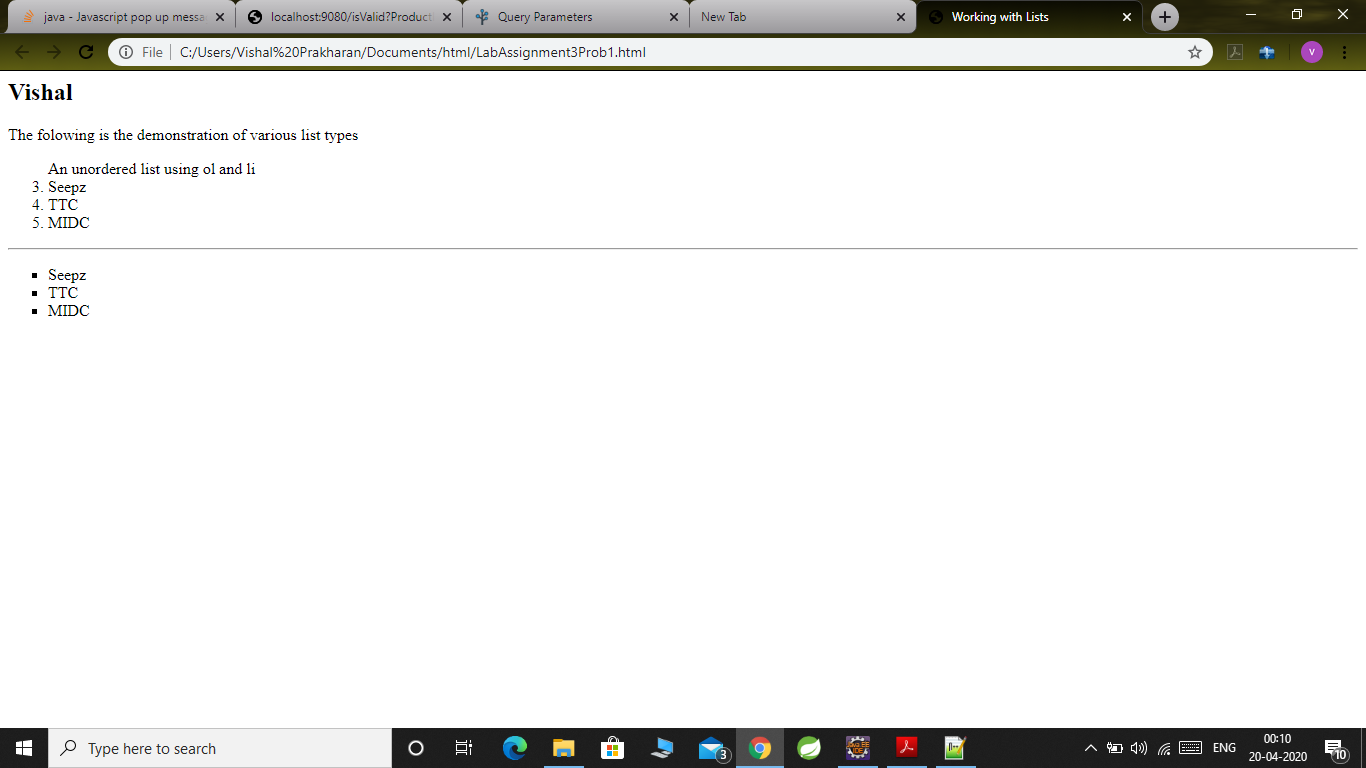 java - Javascript pop up messa
localhost:9080/isValid?Product
Query Parameters
New Tab
Working with Lists
File
C:/Users/Vishal%20Prakharan/Documents/html/LabAssignment3Prob1.html
V
Vishal
The folowing is the demonstration of various list types
An unordered list using ol and li
3. Seepz
4. TTC
5. MIDC
Seepz
TTC
MIDC
Type here to search
3
ENG
00:10
20-04-2020
10